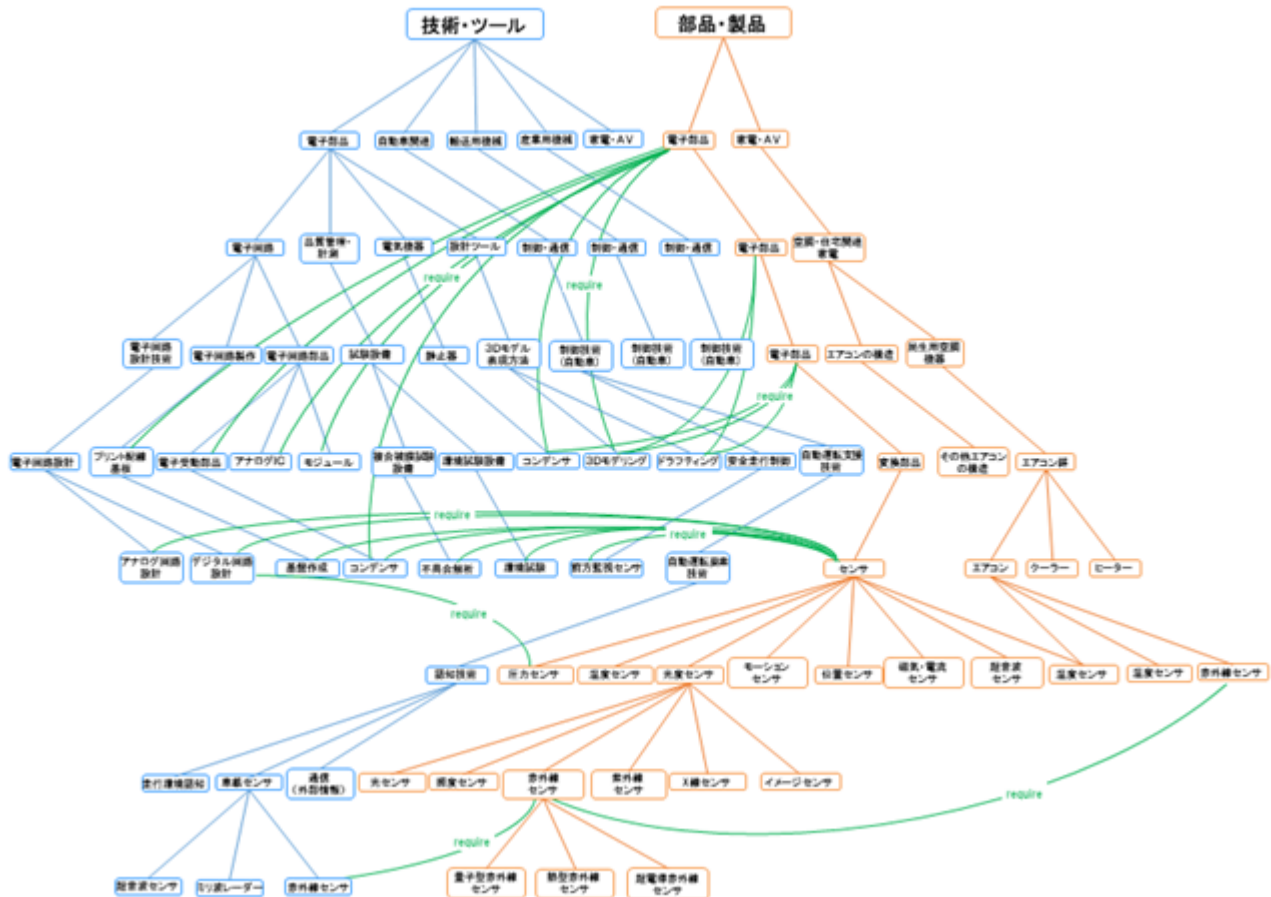 技術・ツール
部品・製品
電子部品
自動車関連
輸送用機械
産業用機械
家電・AV
電子部品
家電・AV
電子回路
品質管理・
計測
電気機器
設計ツール
制御・通信
制御・通信
制御・通信
電子部品
空調・住宅関連
家電
require
require
電子回路
設計技術
電子回路製作
電子回路部品
試験設備
静止器
3Dモデル
表現方法
制御技術
(自動車)
制御技術
(自動車)
制御技術
(自動車)
電子部品
エアコンの構造
民生用空調
機器
require
電子回路設計
プリント配線
基板
電子受動部品
アナログIC
モジュール
複合被膜試験
設備
環境試験設備
コンデンサ
3Dモデリング
ドラフティング
安全走行制御
自動運転支援
技術
変換部品
その他エアコン
の構造
require
require
アナログ回路
設計
デジタル回路
設計
基盤作成
コンデンサ
不具合解析
環境試験
前方監視センサ
自動運転
技術
センサ
エアコン
クーラー
ヒーター
require
認知技術
圧力センサ
温度センサ
光度センサ
モーション
センサ
位置センサ
磁気・電流
センサ
超音波
センサ
温度センサ
温度センサ
赤外線センサ
走行環境認知
車載センサ
通信
(外部情報)
光センサ
照度センサ
赤外線
センサ
紫外線
センサ
X線センサ
イメージセンサ
require
require
超音波センサ
ミリ波レーダー
赤外線センサ
量子型赤外線
センサ
熱型赤外線
センサ
超電導赤外線
センサ